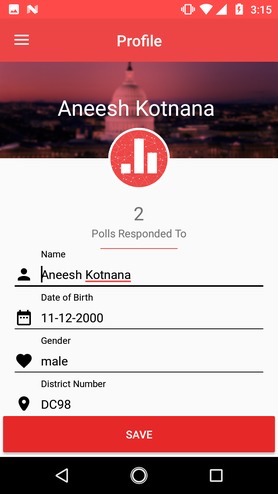 3:15
Profile
Aneesh Kotnana
2
Polls Responded To
Name
Aneesh Kotnana
Date of Birth
11-12-2000
Gender
male
District Number
DC98
SAVE